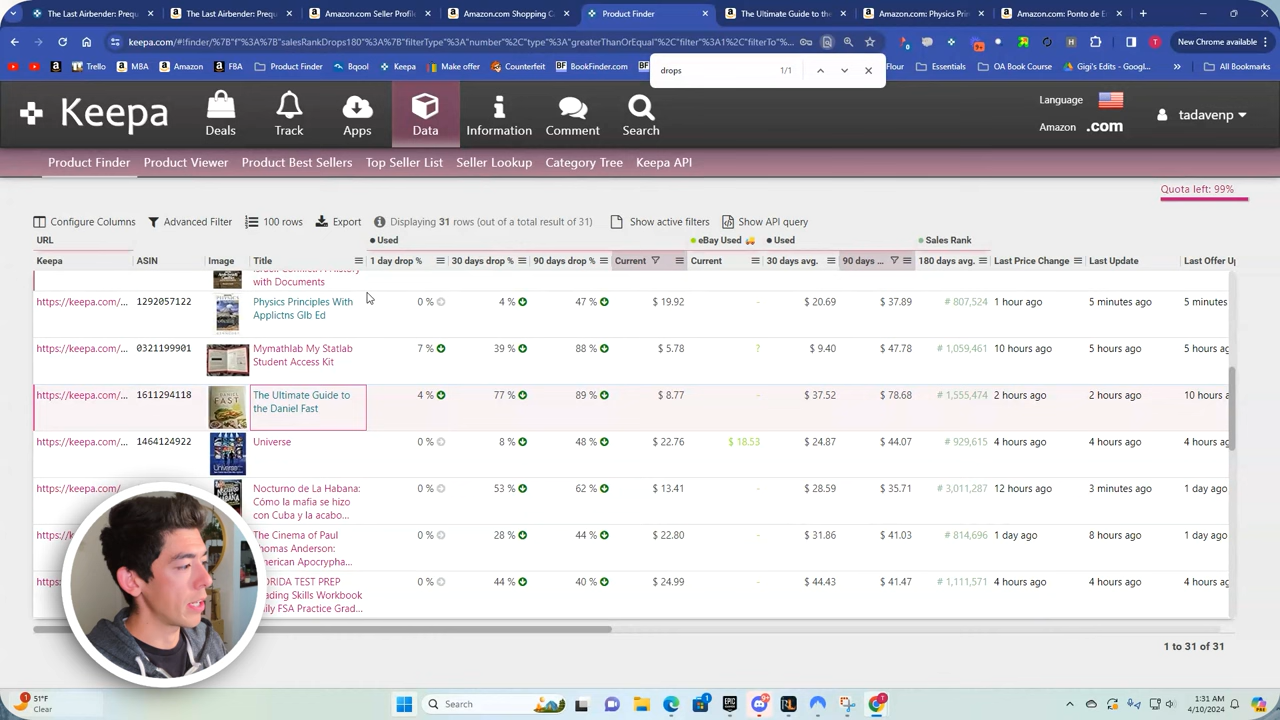 The Last Airbender: Prequ
The Last Airbender: Prequ
Amazon.com Seller Profile
Amazon.com Shopping C
Product Finder
The Ultimate Guide to the
Amazon.com: Physics Prin
Amazon.com: Ponto de E
keepa.com/#!finder/%7B"f"%3A%7B"salesRankDrops180"%3A%7B"filterType"%3A"number"%2C"type"%3A"greaterThanOrEqual"%2C"filter"%3A1%2C"filterTo"%...
New Chrome available
Trello
MBA
Amazon
FBA
Product Finder
Bqool
Keepa
Make offer
Counterfeit
BookFinder.com
Flour
Essentials
OA Book Course
Gigi's Edits - Goog...
All Bookmarks
drops 1/1
Keepa
Deals
Track
Apps
Data
Information
Comment
Search
Language
Amazon .com
tadavenp
Product Finder
Product Viewer
Product Best Sellers
Top Seller List
Seller Lookup
Category Tree
Keepa API
Quota left: 99%
Configure Columns
Advanced Filter
100 rows
Export
Displaying 31 rows (out of a total result of 31)
Show active filters
Show API query
URL
Used
eBay Used
Used
Sales Rank
Keepa ASIN Image Title 1 day drop % 30 days drop % 90 days drop % Current Current 30 days avg. 90 days ... 180 days avg. Last Price Change Last Update Last Offer U
Israeli Conflict: A History
with Documents
https://keepa.com/... 1292057122 Physics Principles With 0 % 4 % 47 % $ 19.92 - $ 20.69 $ 37.89 # 807,524 1 hour ago 5 minutes ago 5 minutes
Applictns Glb Ed
https://keepa.com/... 0321199901 Mymathlab My Statlab 7 % 39 % 88 % $ 5.78 ? $ 9.40 $ 47.78 # 1,059,461 10 hours ago 5 hours ago 5 hours
Student Access Kit
https://keepa.com/... 1611294118 The Ultimate Guide to 4 % 77 % 89 % $ 8.77 - $ 37.52 $ 78.68 # 1,555,474 2 hours ago 2 hours ago 10 hours a
the Daniel Fast
https://keepa.com/... 1464124922 Universe 0 % 8 % 48 % $ 22.76 $ 18.53 $ 24.87 $ 44.07 # 929,615 4 hours ago 4 hours ago 4 hours
https://keepa.com/ Nocturno de La Habana: 0 % 53 % 62 % $ 13.41 - $ 28.59 $ 35.71 # 3,011,287 12 hours ago 3 minutes ago 1 day ago
Cómo la mafia se hizo
con Cuba y la acabo...
https:/ The Cinema of Paul 0 % 28 % 44 % $ 22.80 - $ 31.86 $ 41.03 # 814,696 1 day ago 8 hours ago 1 day ago
Thomas Anderson:
American Apocrypha...
https:/ FLORIDA TEST PREP 0 % 44 % 40 % $ 24.99 - $ 44.43 $ 41.47 # 1,111,571 4 hours ago 4 hours ago 4 hours
Reading Skills Workbook
Daily FSA Practice Grad...
1 to 31 of 31
51°F
Clear
Search
1:31 AM
4/10/2024